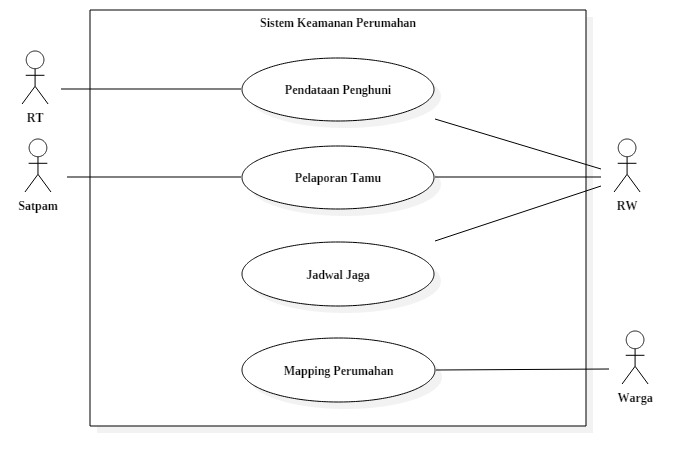 Sistem Keamanan Perumahan
Pendataan Penghuni
RT
Pelaporan Tamu
Satpam
RW
Jadwal Jaga
Mapping Perumahan
Warga